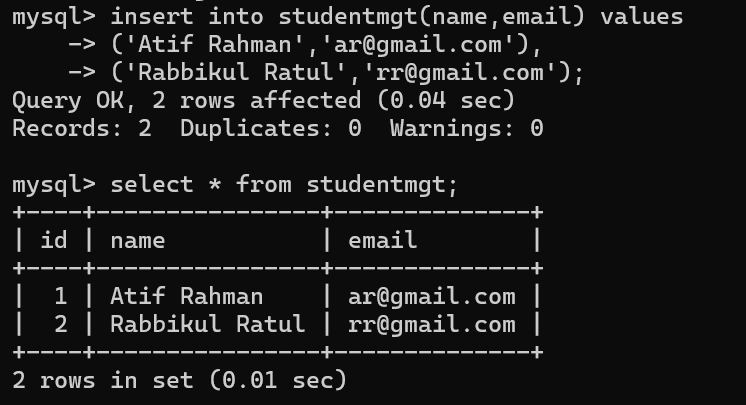 mysql> insert into studentmgt(name,email) values
    -> ('Atif Rahman','ar@gmail.com'),
    -> ('Rabbikul Ratul','rr@gmail.com');
Query OK, 2 rows affected (0.04 sec)
Records: 2  Duplicates: 0  Warnings: 0

mysql> select * from studentmgt;
+----+----------------+--------------+
| id | name           | email        |
+----+----------------+--------------+
|  1 | Atif Rahman    | ar@gmail.com |
|  2 | Rabbikul Ratul | rr@gmail.com |
+----+----------------+--------------+
2 rows in set (0.01 sec)